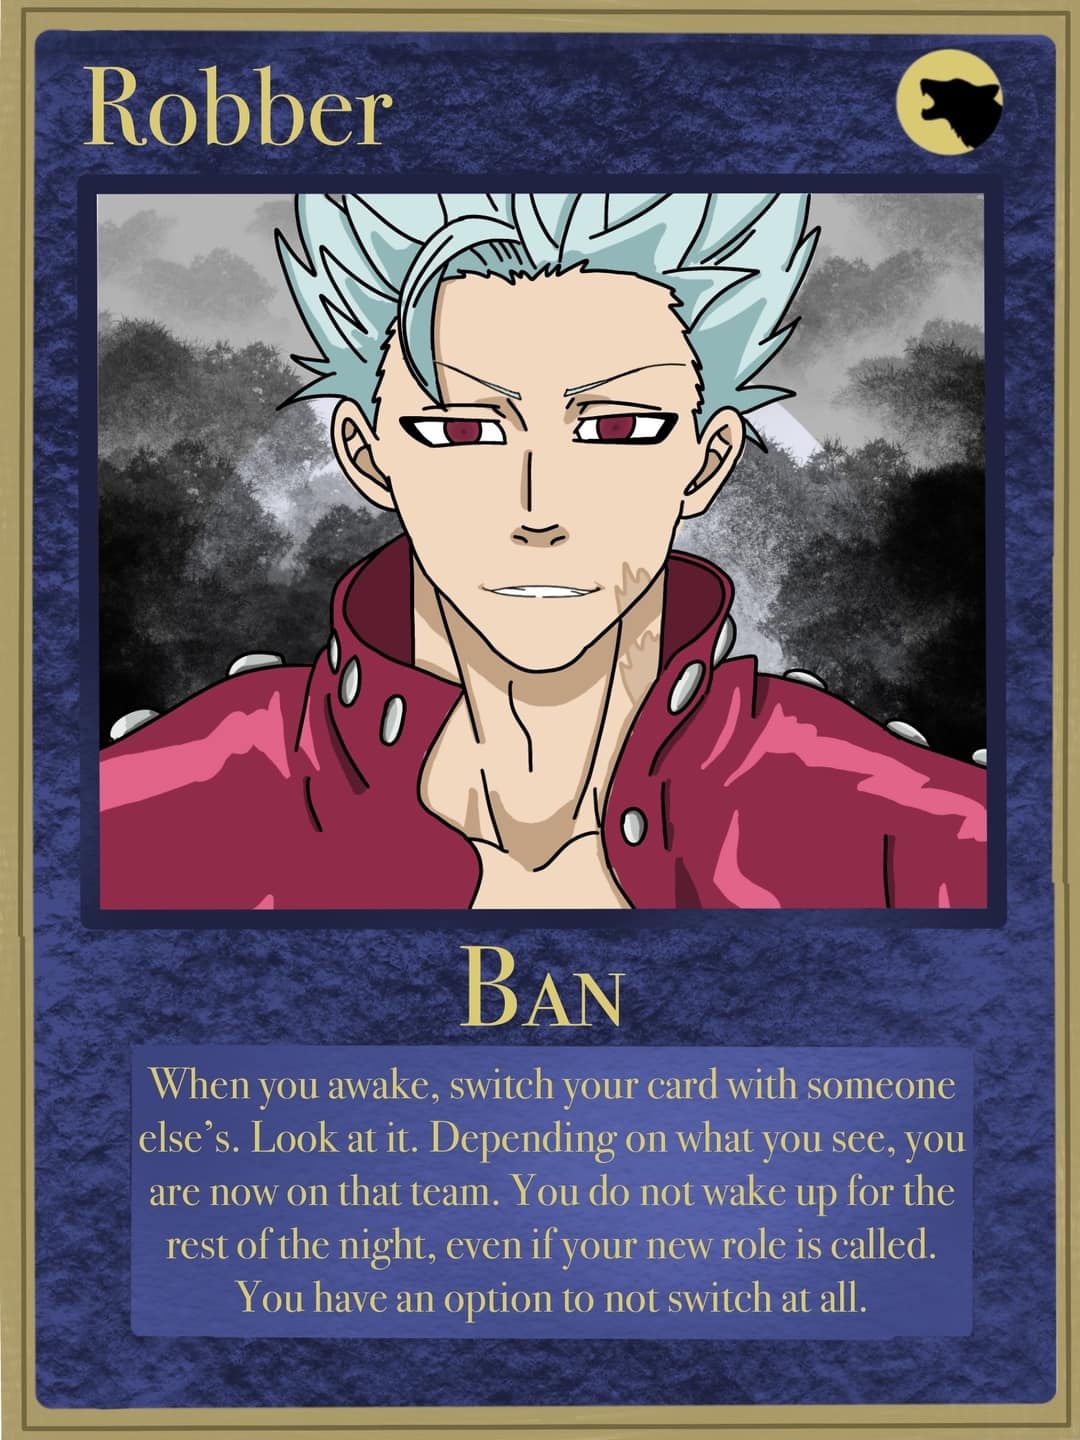 Robber
Ban
When you awake, switch your card with someone
else's. Look at it. Depending on what you see, you
are now on that team. You do not wake up for the
rest of the night, even if your new role is called.
You have an option to not switch at all.